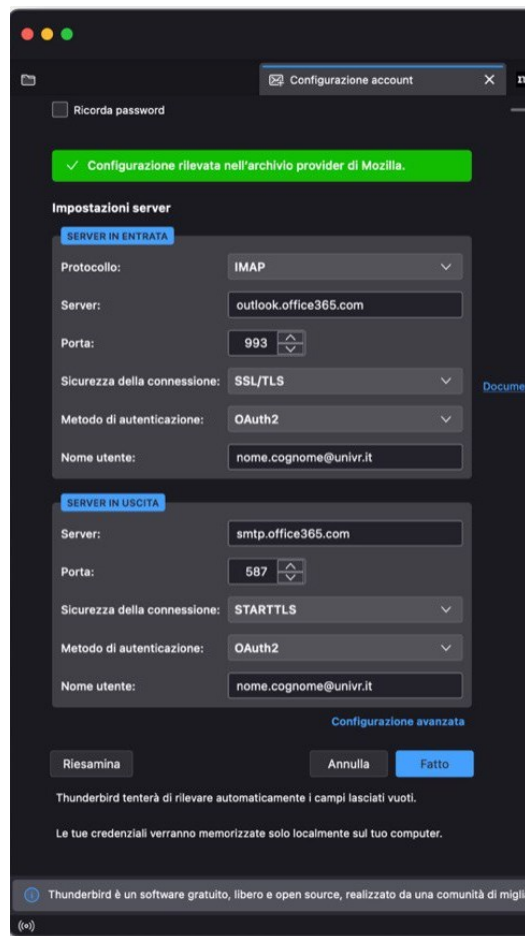 Configurazione account
Ricorda password
Configurazione rilevata nell'archivio provider di Mozilla.
Impostazioni server
SERVER IN ENTRATA
Protocollo: IMAP
Server: outlook.office365.com
Porta: 993
Sicurezza della connessione: SSL/TLS
Docume
Metodo di autenticazione: OAuth2
Nome utente: nome.cognome@univr.it
SERVER IN USCITA
Server: smtp.office365.com
Porta: 587
Sicurezza della connessione: STARTTLS
Metodo di autenticazione: OAuth2
Nome utente: nome.cognome@univr.it
Configurazione avanzata
Riesamina Annulla Fatto
Thunderbird tenterà di rilevare automaticamente i campi lasciati vuoti.
Le tue credenziali verranno memorizzate solo localmente sul tuo computer.
Thunderbird è un software gratuito, libero e open source, realizzato da una comunità di miglia